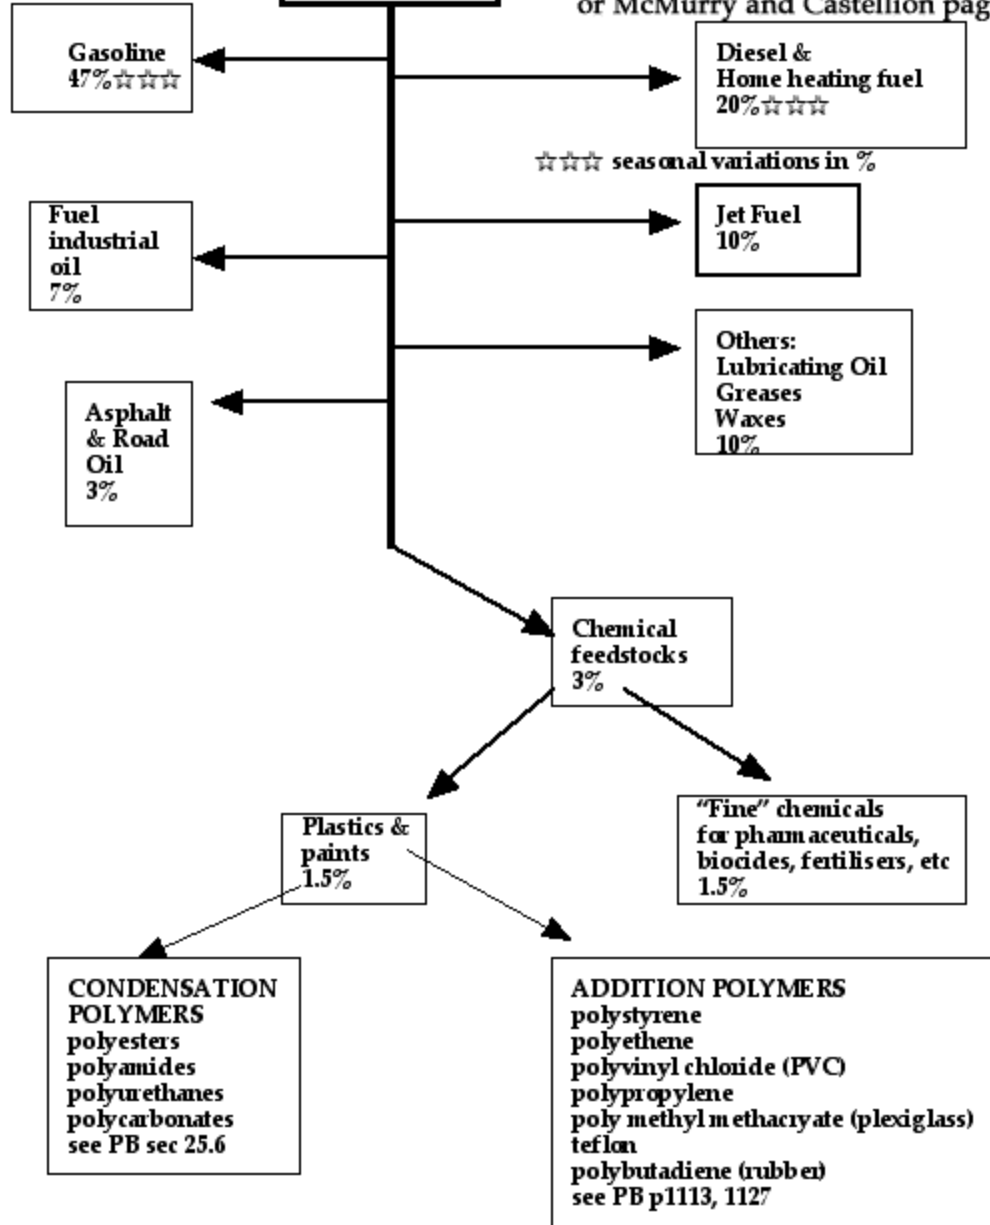 or McMurry and Castellion pag
Gasoline
47%☆☆☆
Diesel &
Home heating fuel
20%☆☆☆
☆☆☆ seasonal variations in %
Fuel
industrial
oil
7%
Jet Fuel
10%
Others:
Lubricating Oil
Greases
Waxes
10%
Asphalt
& Road
Oil
3%
Chemical
feedstocks
3%
Plastics &
paints
1.5%
“Fine” chemicals
for pharmaceuticals,
biocides, fertilisers, etc
1.5%
CONDENSATION
POLYMERS
polyesters
polyamides
polyurethanes
polycarbonates
see PB sec 25.6
ADDITION POLYMERS
polystyrene
polyethene
polyvinyl chloride (PVC)
polypropylene
poly methyl methacryate (plexiglass)
teflon
polybutadiene (rubber)
see PB p1113, 1127